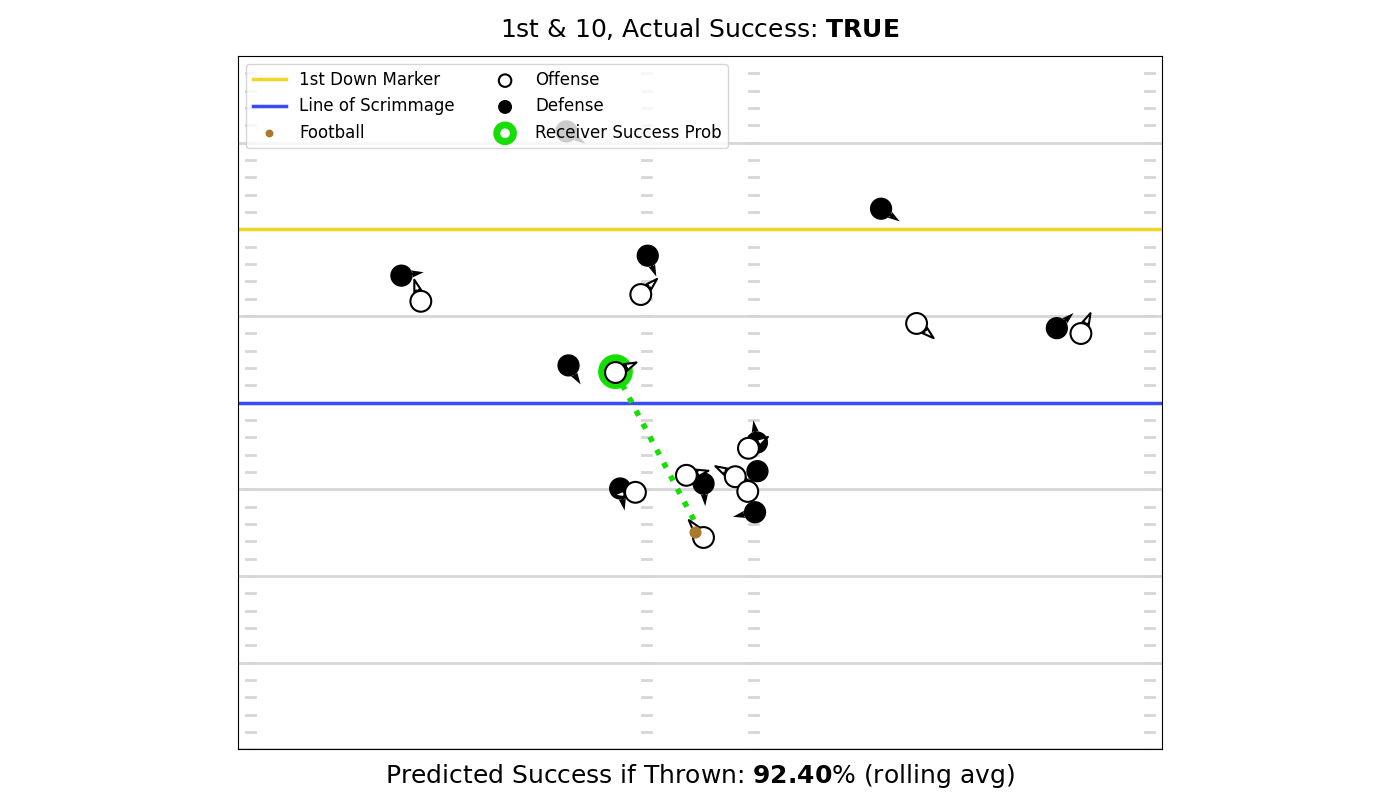 1st & 10, Actual Success: TRUE
1st Down Marker
Line of Scrimmage
Football
Offense
Defense
Receiver Success Prob
Predicted Success if Thrown: 92.40% (rolling avg)